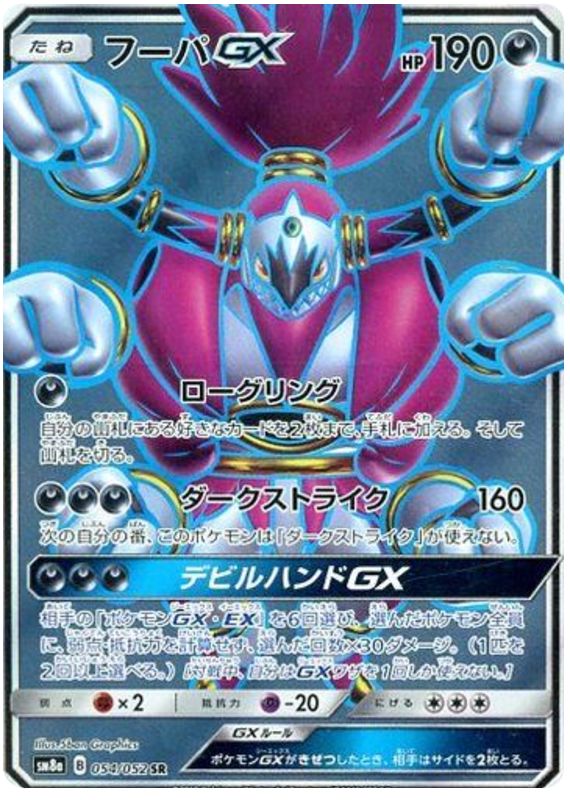 たね フーパGX HP 190
ローグリング
自分の山札にある好きなカードを2枚まで、手札に加える。そして
山札を切る。
ダークストライク 160
次の自分の番、このポケモンは「ダークストライク」が使えない。
デビルハンドGX
相手の「ポケモンGX・EX」を6回選び、選んだポケモン全員
に、弱点・抵抗力を計算せず、選んだ回数×30ダメージ。(1匹を
2回以上選べる。)[対戦中、自分はGXワザを1回しか使えない。]
弱点 ×2 抵抗力 -20 にげる
Illus. 5ban Graphics
GXルール
sm8a B 054/052 SR
ポケモンGXがきぜつしたとき、相手はサイドを2枚とる。